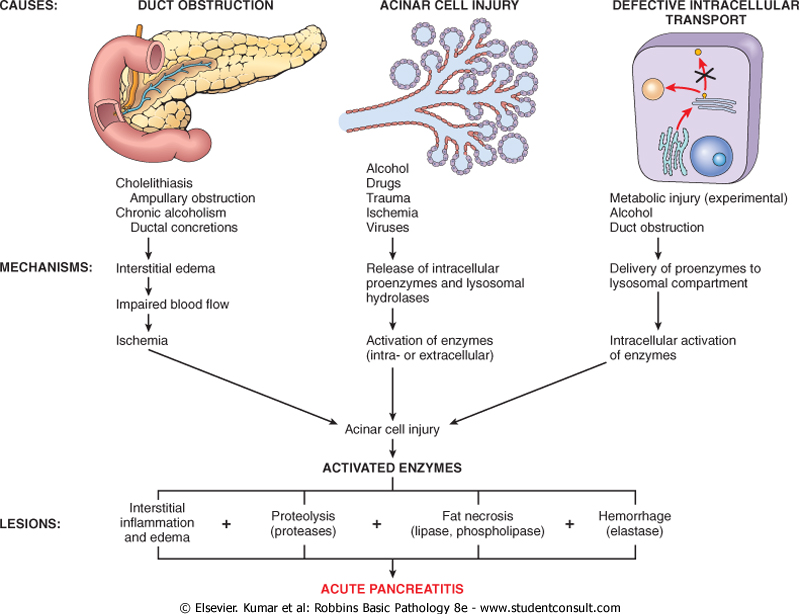 CAUSES:
DUCT OBSTRUCTION
ACINAR CELL INJURY
DEFECTIVE INTRACELLULAR
TRANSPORT
Cholelithiasis
Ampullary obstruction
Chronic alcoholism
Ductal concretions
Alcohol
Drugs
Trauma
Ischemia
Viruses
Metabolic injury (experimental)
Alcohol
Duct obstruction
MECHANISMS:
Interstitial edema
Impaired blood flow
Ischemia
Release of intracellular
proenzymes and lysosomal
hydrolases
Activation of enzymes
(intra- or extracellular)
Delivery of proenzymes to
lysosomal compartment
Intracellular activation
of enzymes
Acinar cell injury
ACTIVATED ENZYMES
LESIONS:
Interstitial
inflammation
and edema
+
Proteolysis
(proteases)
+
Fat necrosis
(lipase, phospholipase)
+
Hemorrhage
(elastase)
ACUTE PANCREATITIS
© Elsevier. Kumar et al: Robbins Basic Pathology 8e - www.studentconsult.com